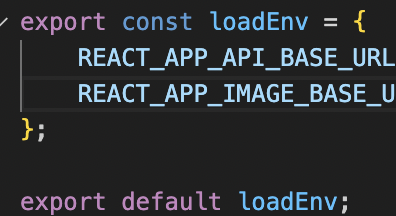 export const loadEnv = {
REACT_APP_API_BASE_URL
REACT_APP_IMAGE_BASE_U
};
export default loadEnv;